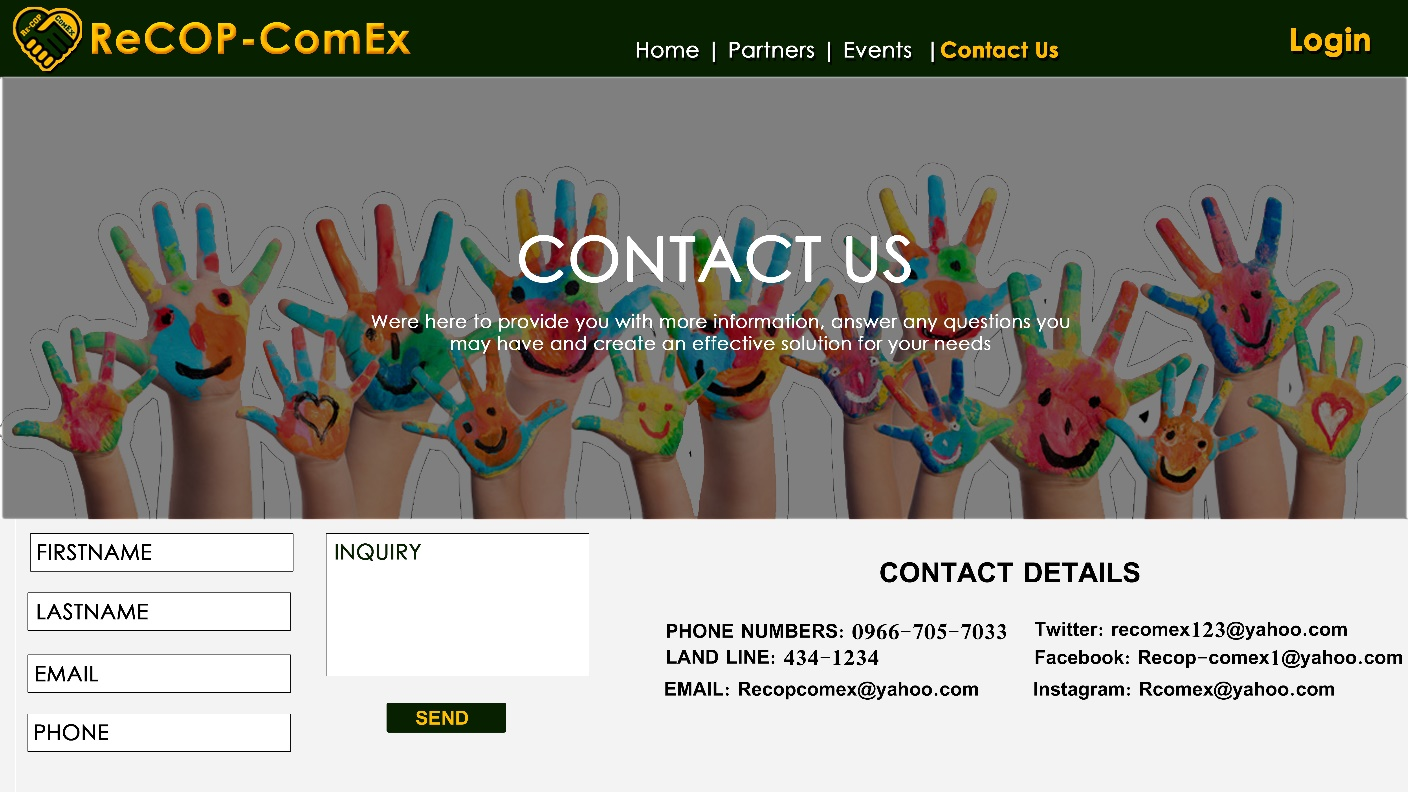 Re-COP ComEx
ReCOP-ComEx
Home | Partners | Events | Contact Us
Login
CONTACT US
Were here to provide you with more information, answer any questions you
may have and create an effective solution for your needs
FIRSTNAME
LASTNAME
EMAIL
PHONE
INQUIRY
SEND
CONTACT DETAILS
PHONE NUMBERS: 0966-705-7033
LAND LINE: 434-1234
EMAIL: Recopcomex@yahoo.com
Twitter: recomex123@yahoo.com
Facebook: Recop-comex1@yahoo.com
Instagram: Rcomex@yahoo.com